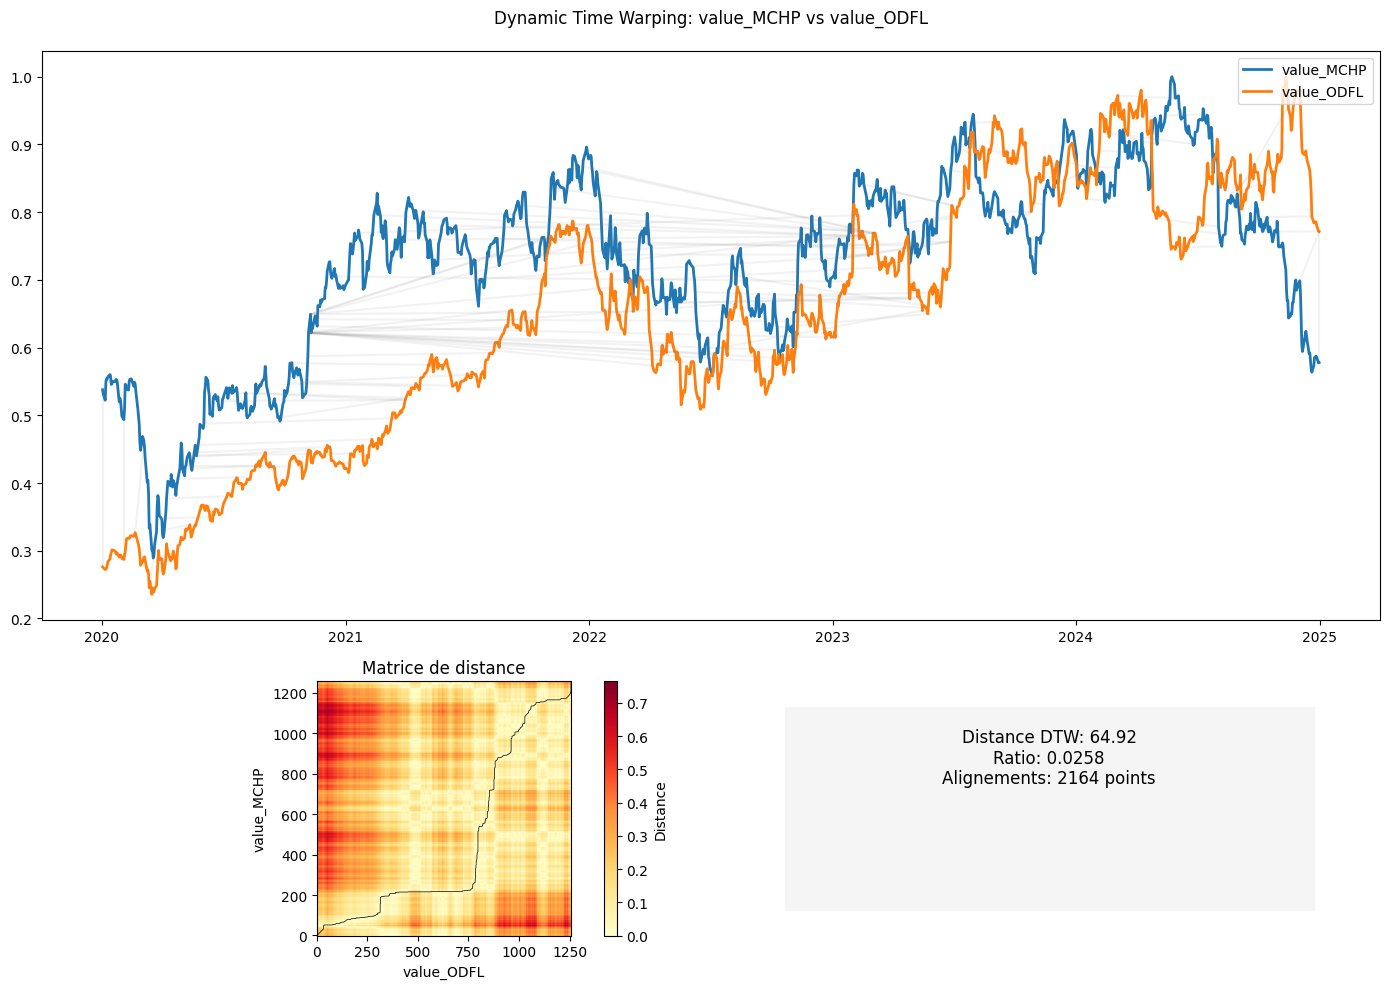 Dynamic Time Warping: value_MCHP vs value_ODFL
1.0
0.9
0.8
0.7
0.6
0.5
0.4
0.3
0.2
value_MCHP
value_ODFL
2020 2021 2022 2023 2024 2025
Matrice de distance
value_MCHP
1200
1000
800
600
400
200
0
0 250 500 750 1000 1250
value_ODFL
0.7
0.6
0.5
0.4
0.3
0.2
0.1
0.0
Distance
Distance DTW: 64.92
Ratio: 0.0258
Alignements: 2164 points